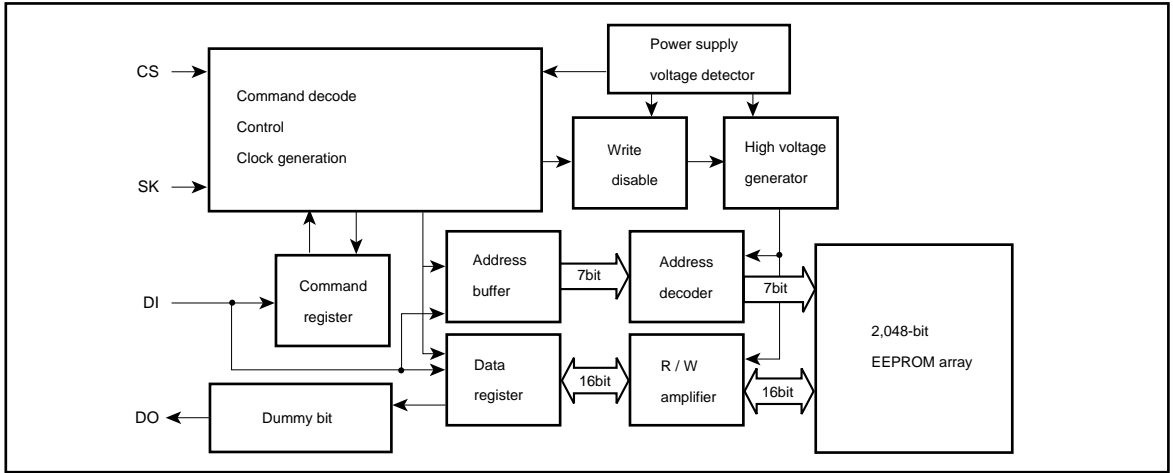 Power supply
voltage detector
CS
Command decode
Control
Clock generation
Write
disable
High voltage
generator
SK
Address
buffer
7bit
Address
decoder
7bit
Command
register
DI
2,048-bit
EEPROM array
Data
register
16bit
R / W
amplifier
16bit
DO
Dummy bit